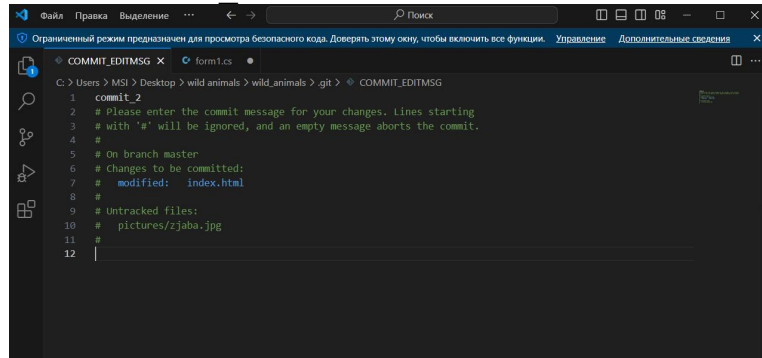 Файл Правка Выделение ··· ← → Поиск
Ограниченный режим предназначен для просмотра безопасного кода. Доверять этому окну, чтобы включить все функции. Управление Дополнительные сведения
COMMIT_EDITMSG × form1.cs ●
C: > Users > MSI > Desktop > wild animals > wild_animals > .git > COMMIT_EDITMSG
1 commit_2
2 # Please enter the commit message for your changes. Lines starting
3 # with '#' will be ignored, and an empty message aborts the commit.
4 #
5 # On branch master
6 # Changes to be committed:
7 #   modified:   index.html
8 #
9 # Untracked files:
10 #   pictures/zjaba.jpg
11 #
12
1